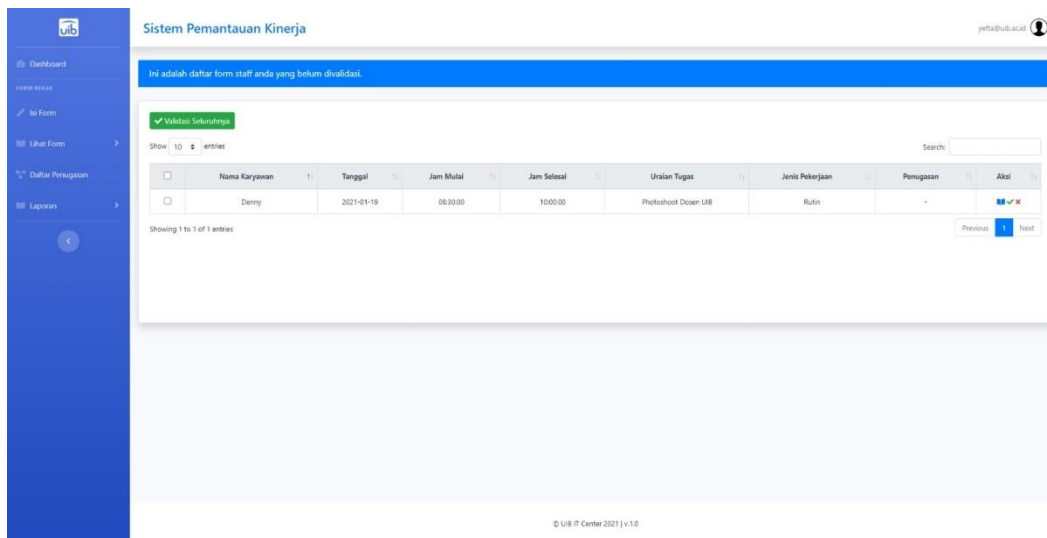 uib
Sistem Pemantauan Kinerja
yefta@uib.ac.id
Dashboard
FORM KERJA
Isi Form
Lihat Form
Daftar Penugasan
Laporan
Ini adalah daftar form staff anda yang belum divalidasi.
Validasi Seluruhnya
Show 10 entries
Search:
Nama Karyawan Tanggal Jam Mulai Jam Selesai Uraian Tugas Jenis Pekerjaan Penugasan Aksi
Denny 2021-01-19 08:30:00 10:00:00 Photoshoot Dosen UIB Rutin -
Showing 1 to 1 of 1 entries
Previous 1 Next
© UIB IT Center 2021 | v.1.0